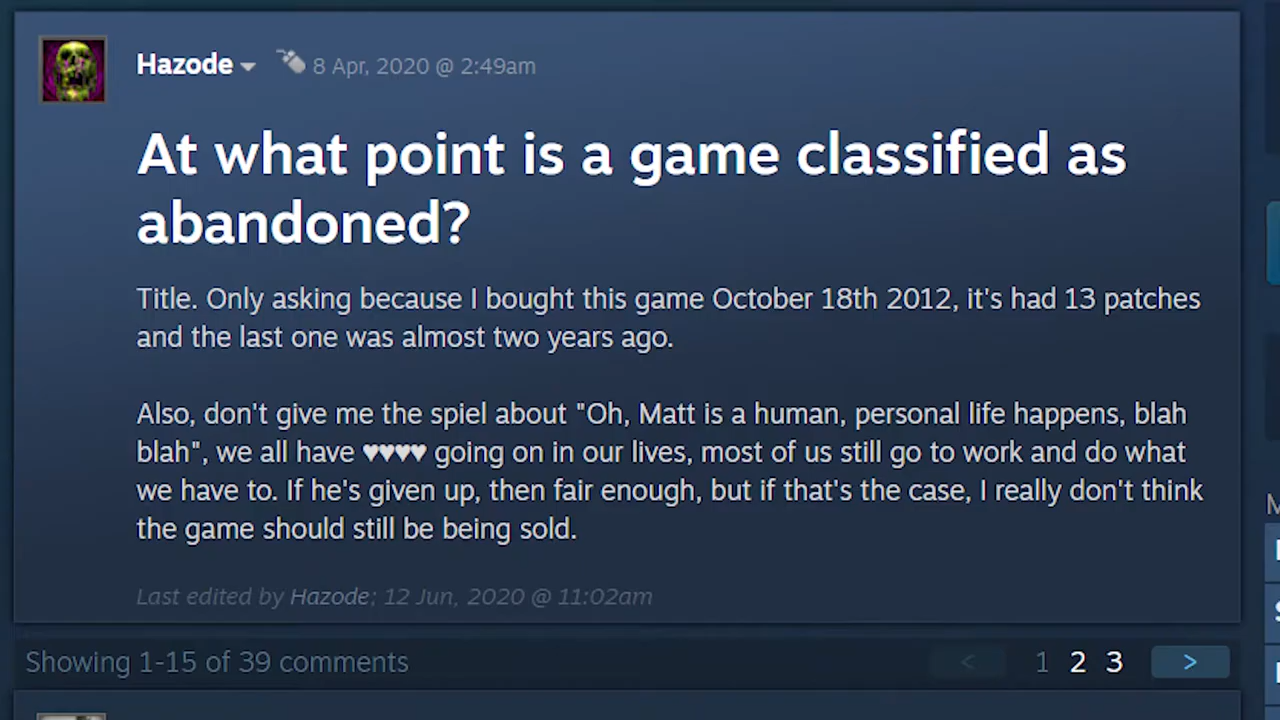 Hazode 8 Apr, 2020 @ 2:49am
At what point is a game classified as
abandoned?
Title. Only asking because I bought this game October 18th 2012, it's had 13 patches
and the last one was almost two years ago.
Also, don't give me the spiel about "Oh, Matt is a human, personal life happens, blah
blah", we all have ♥♥♥♥ going on in our lives, most of us still go to work and do what
we have to. If he's given up, then fair enough, but if that's the case, I really don't think
the game should still be being sold.
Last edited by Hazode; 12 Jun, 2020 @ 11:02am
Showing 1-15 of 39 comments < 1 2 3 >